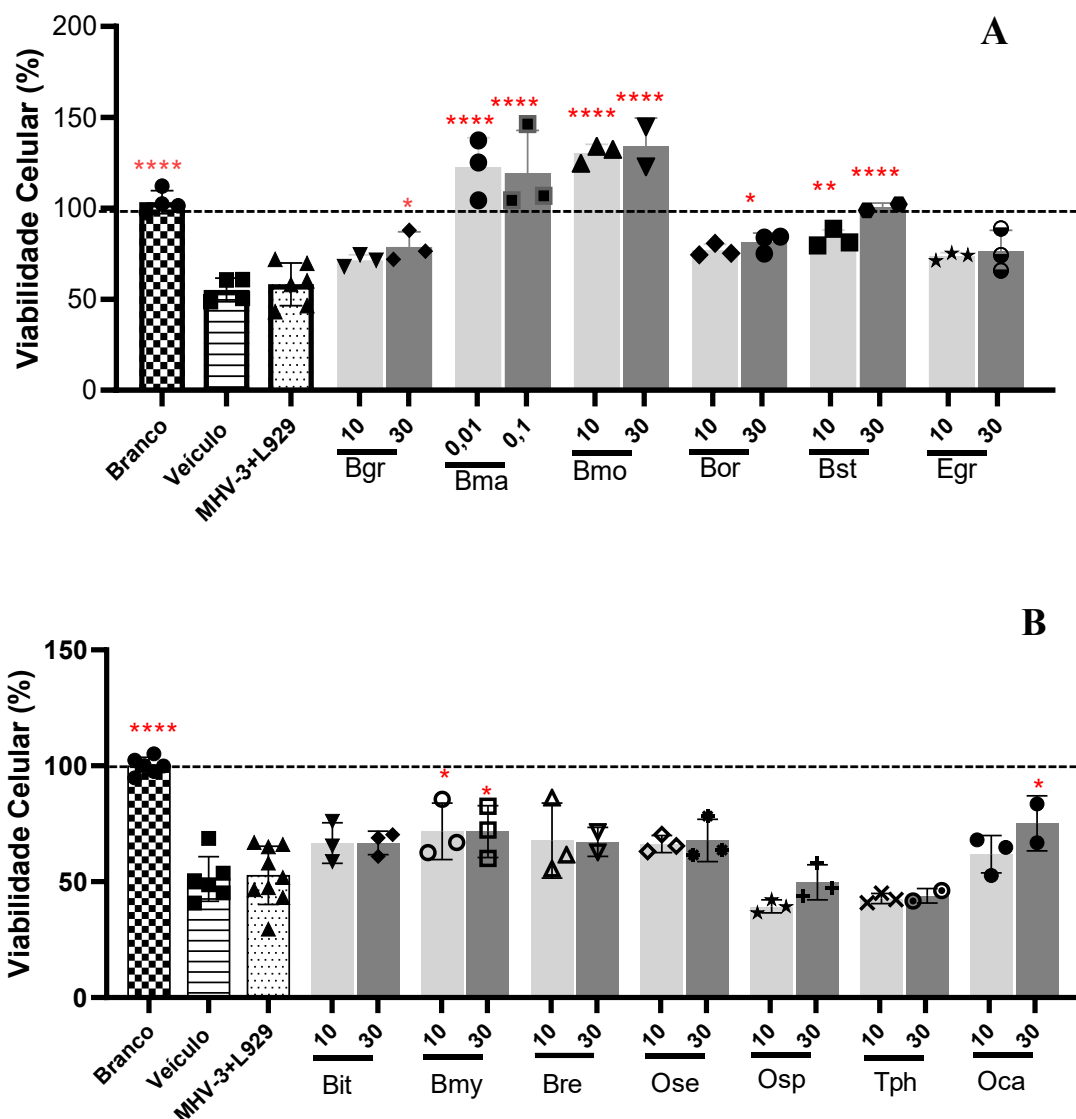 A
Viabilidade Celular (%)
200
150
100
50
0
**** * **** **** **** **** * ** ****
Branco Veículo MHV-3+L929 10 30 0,01 0,1 10 30 10 30 10 30 10 30
Bgr Bma Bmo Bor Bst Egr
B
Viabilidade Celular (%)
150
100
50
0
**** * * *
Branco Veículo MHV-3+L929 10 30 10 30 10 30 10 30 10 30 10 30 10 30
Bit Bmy Bre Ose Osp Tph Oca